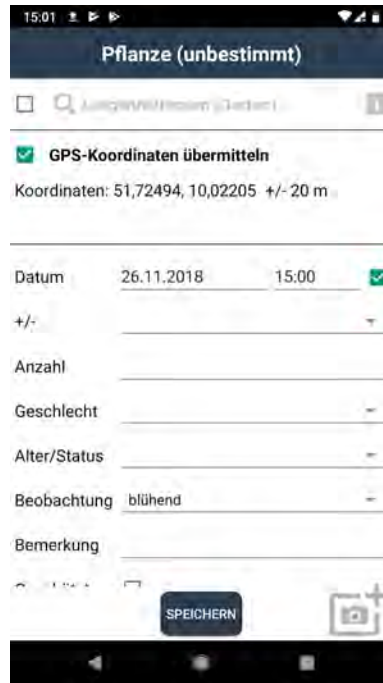 15:01
Pflanze (unbestimmt)
GPS-Koordinaten übermitteln
Koordinaten: 51,72494, 10,02205 +/- 20 m
Datum 26.11.2018 15:00
+/-
Anzahl
Geschlecht
Alter/Status
Beobachtung blühend
Bemerkung
SPEICHERN